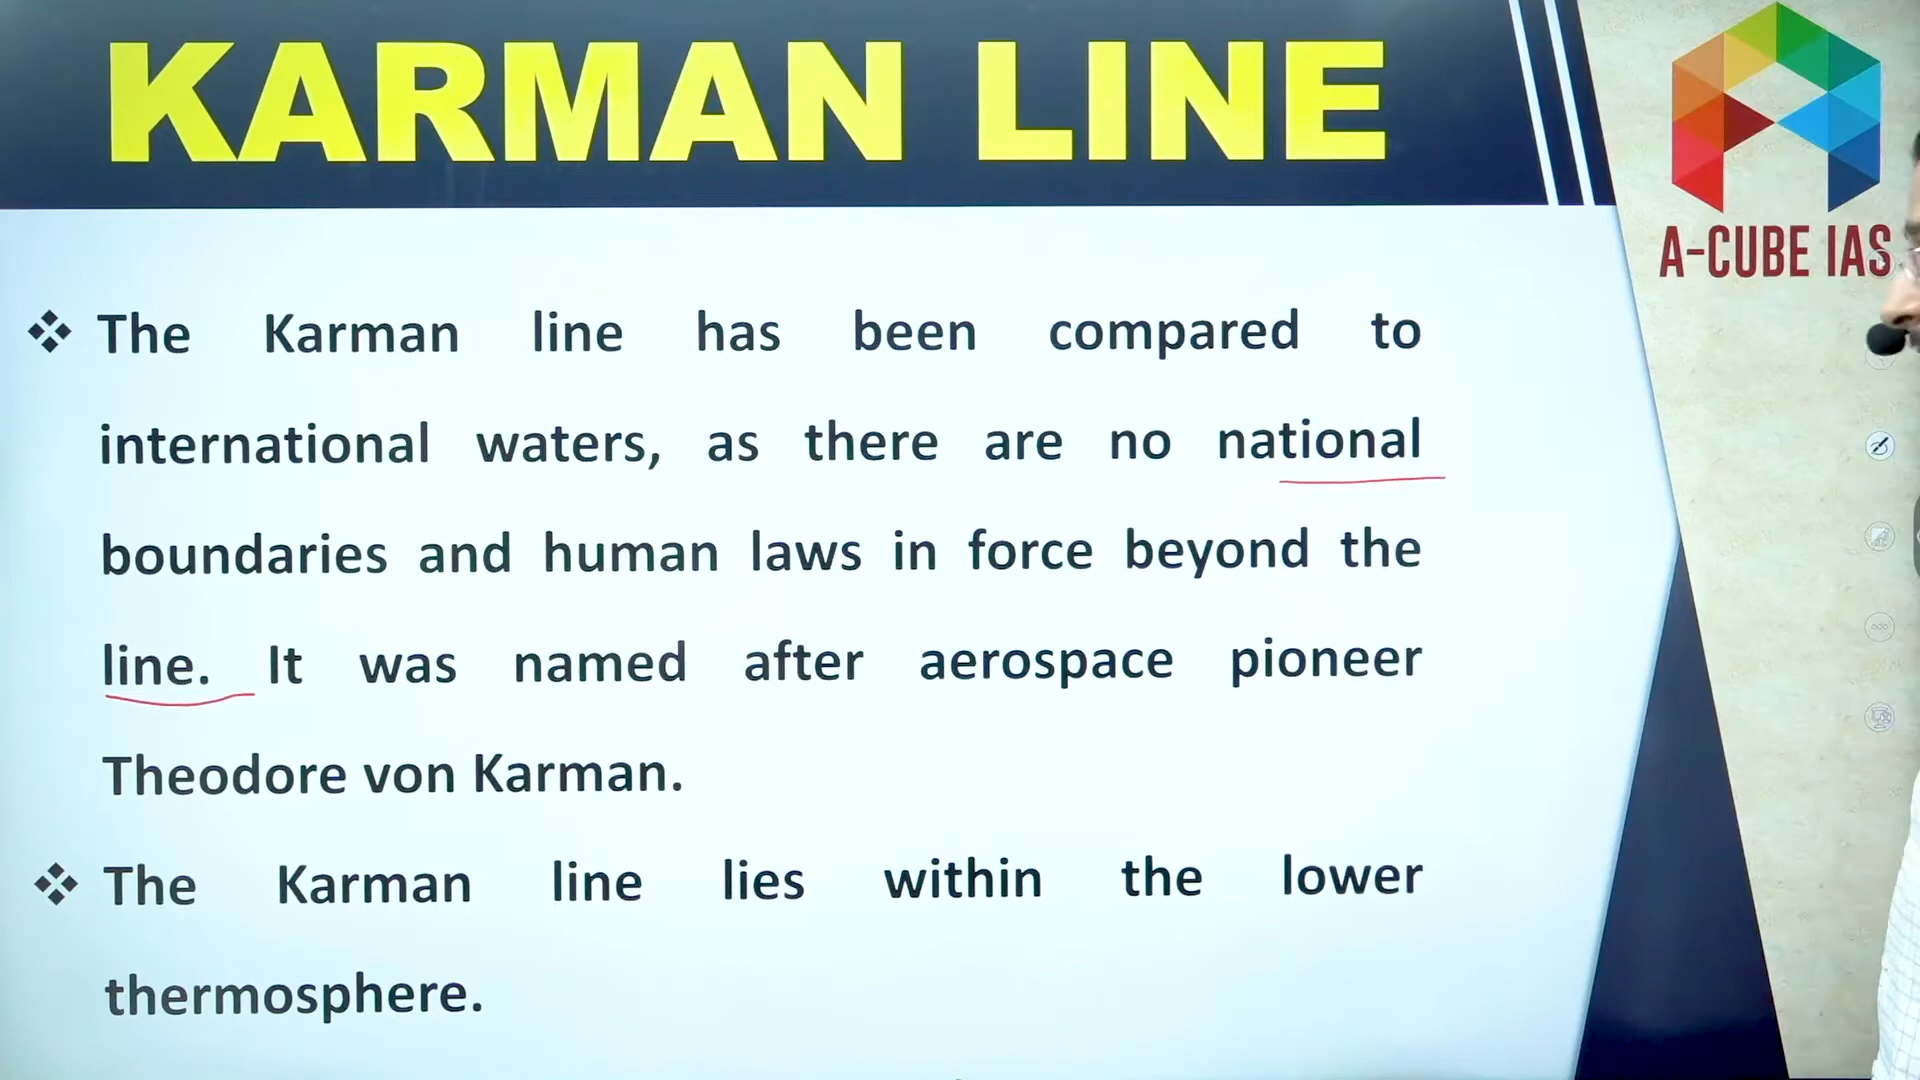 KARMAN LINE
A-CUBE IAS
❖ The Karman line has been compared to
international waters, as there are no national
boundaries and human laws in force beyond the
line. It was named after aerospace pioneer
Theodore von Karman.
❖ The Karman line lies within the lower
thermosphere.